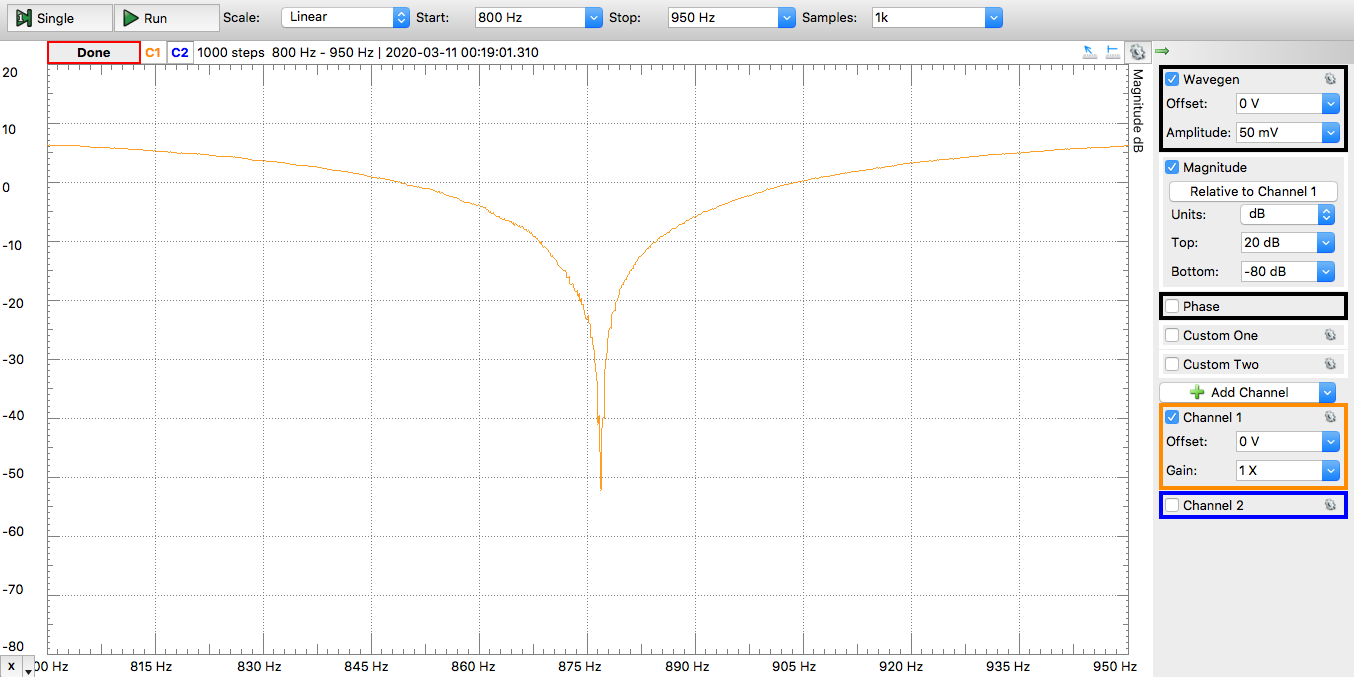 Single Run Scale: Linear Start: 800 Hz Stop: 950 Hz Samples: 1k
Done C1 C2 1000 steps 800 Hz - 950 Hz | 2020-03-11 00:19:01.310
20
10
0
-10
-20
-30
-40
-50
-60
-70
-80
X 00 Hz 815 Hz 830 Hz 845 Hz 860 Hz 875 Hz 890 Hz 905 Hz 920 Hz 935 Hz 950 Hz
Magnitude dB
Wavegen
Offset: 0 V
Amplitude: 50 mV
Magnitude
Relative to Channel 1
Units: dB
Top: 20 dB
Bottom: -80 dB
Phase
Custom One
Custom Two
Add Channel
Channel 1
Offset: 0 V
Gain: 1 X
Channel 2